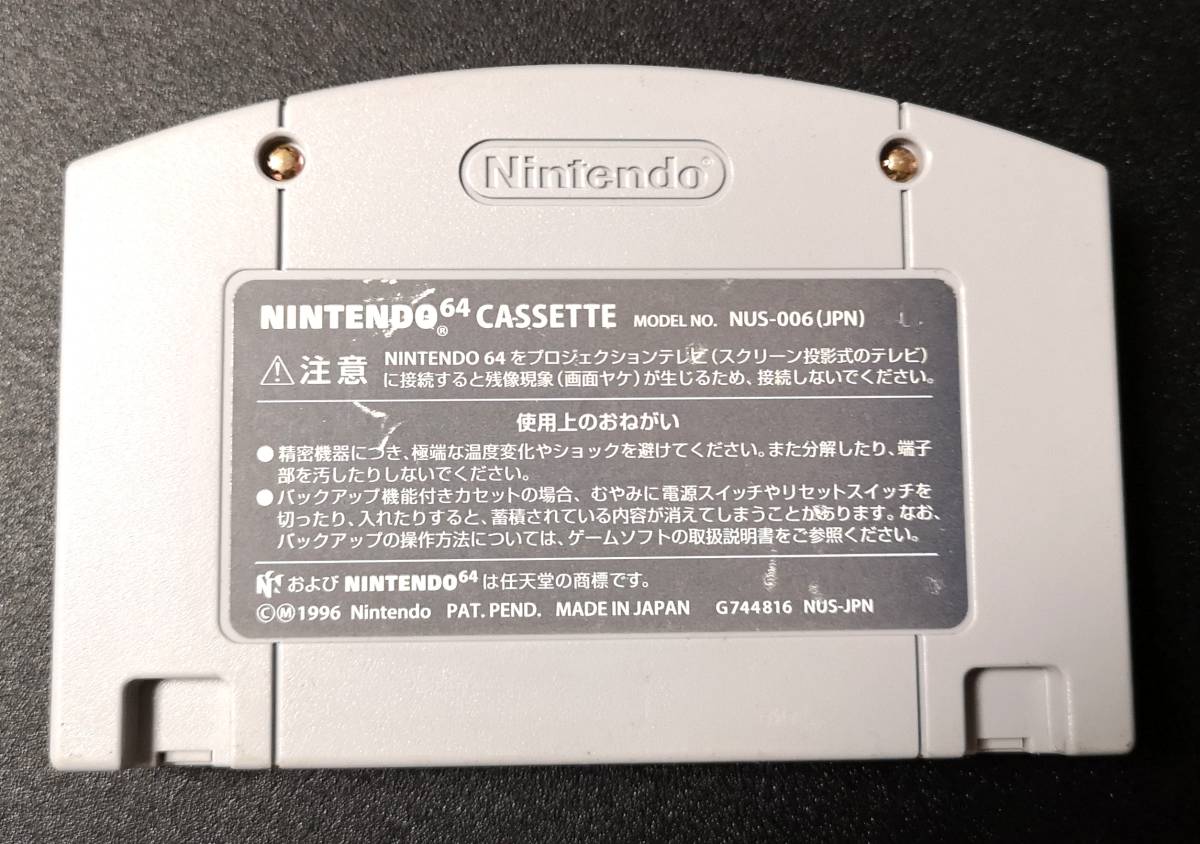 Nintendo®
NINTENDO®64 CASSETTE MODEL NO. NUS-006(JPN)
⚠注意 NINTENDO 64 をプロジェクションテレビ(スクリーン投影式のテレビ)
に接続すると残像現象(画面ヤケ)が生じるため、接続しないでください。
使用上のおねがい
●精密機器につき、極端な温度変化やショックを避けてください。また分解したり、端子
部を汚したりしないでください。
●バックアップ機能付きカセットの場合、むやみに電源スイッチやリセットスイッチを
切ったり、入れたりすると、蓄積されている内容が消えてしまうことがあります。なお、
バックアップの操作方法については、ゲームソフトの取扱説明書をご参照ください。
および NINTENDO64 は任天堂の商標です。
©Ⓜ1996 Nintendo PAT. PEND. MADE IN JAPAN G744816 NUS-JPN